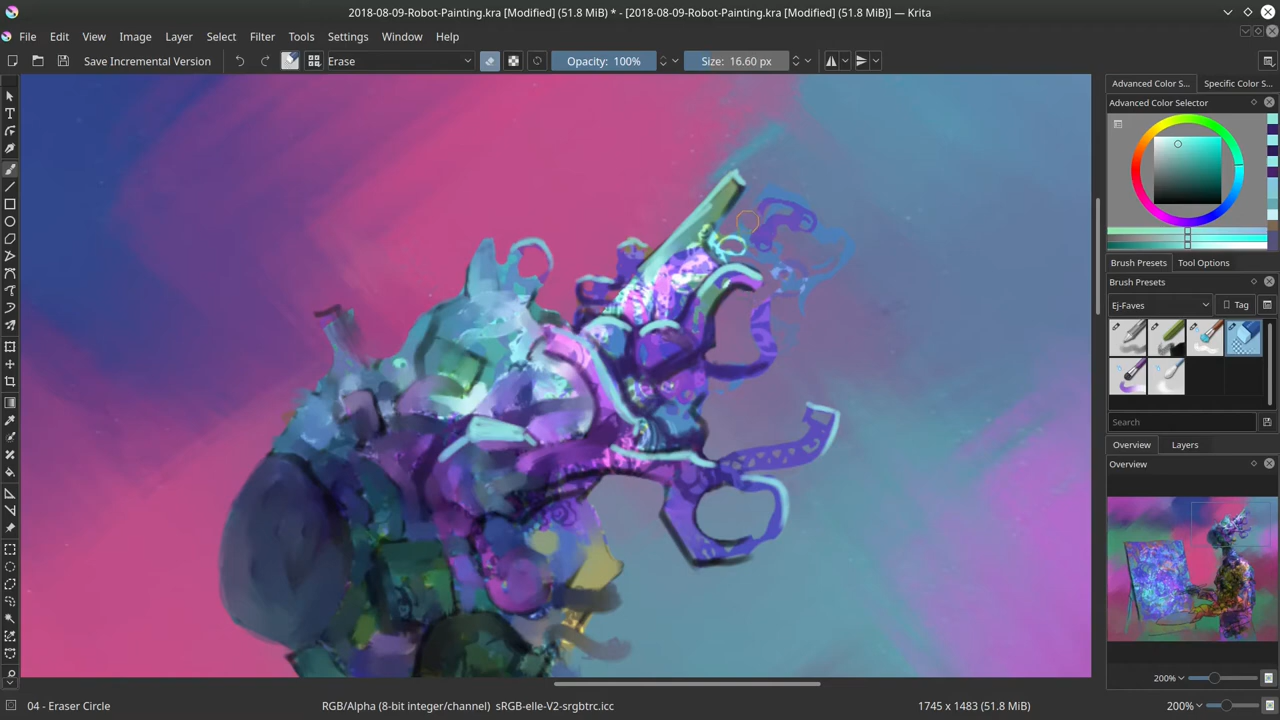 2018-08-09-Robot-Painting.kra [Modified] (51.8 MiB) * - [2018-08-09-Robot-Painting.kra [Modified] (51.8 MiB)] — Krita
File Edit View Image Layer Select Filter Tools Settings Window Help
Save Incremental Version Erase Opacity: 100% Size: 16.60 px
Advanced Color S... Specific Color S...
Advanced Color Selector
Brush Presets Tool Options
Brush Presets
Ej-Faves Tag
Search
Overview Layers
Overview
200%
04 - Eraser Circle RGB/Alpha (8-bit integer/channel) sRGB-elle-V2-srgbtrc.icc 1745 x 1483 (51.8 MiB) 200%